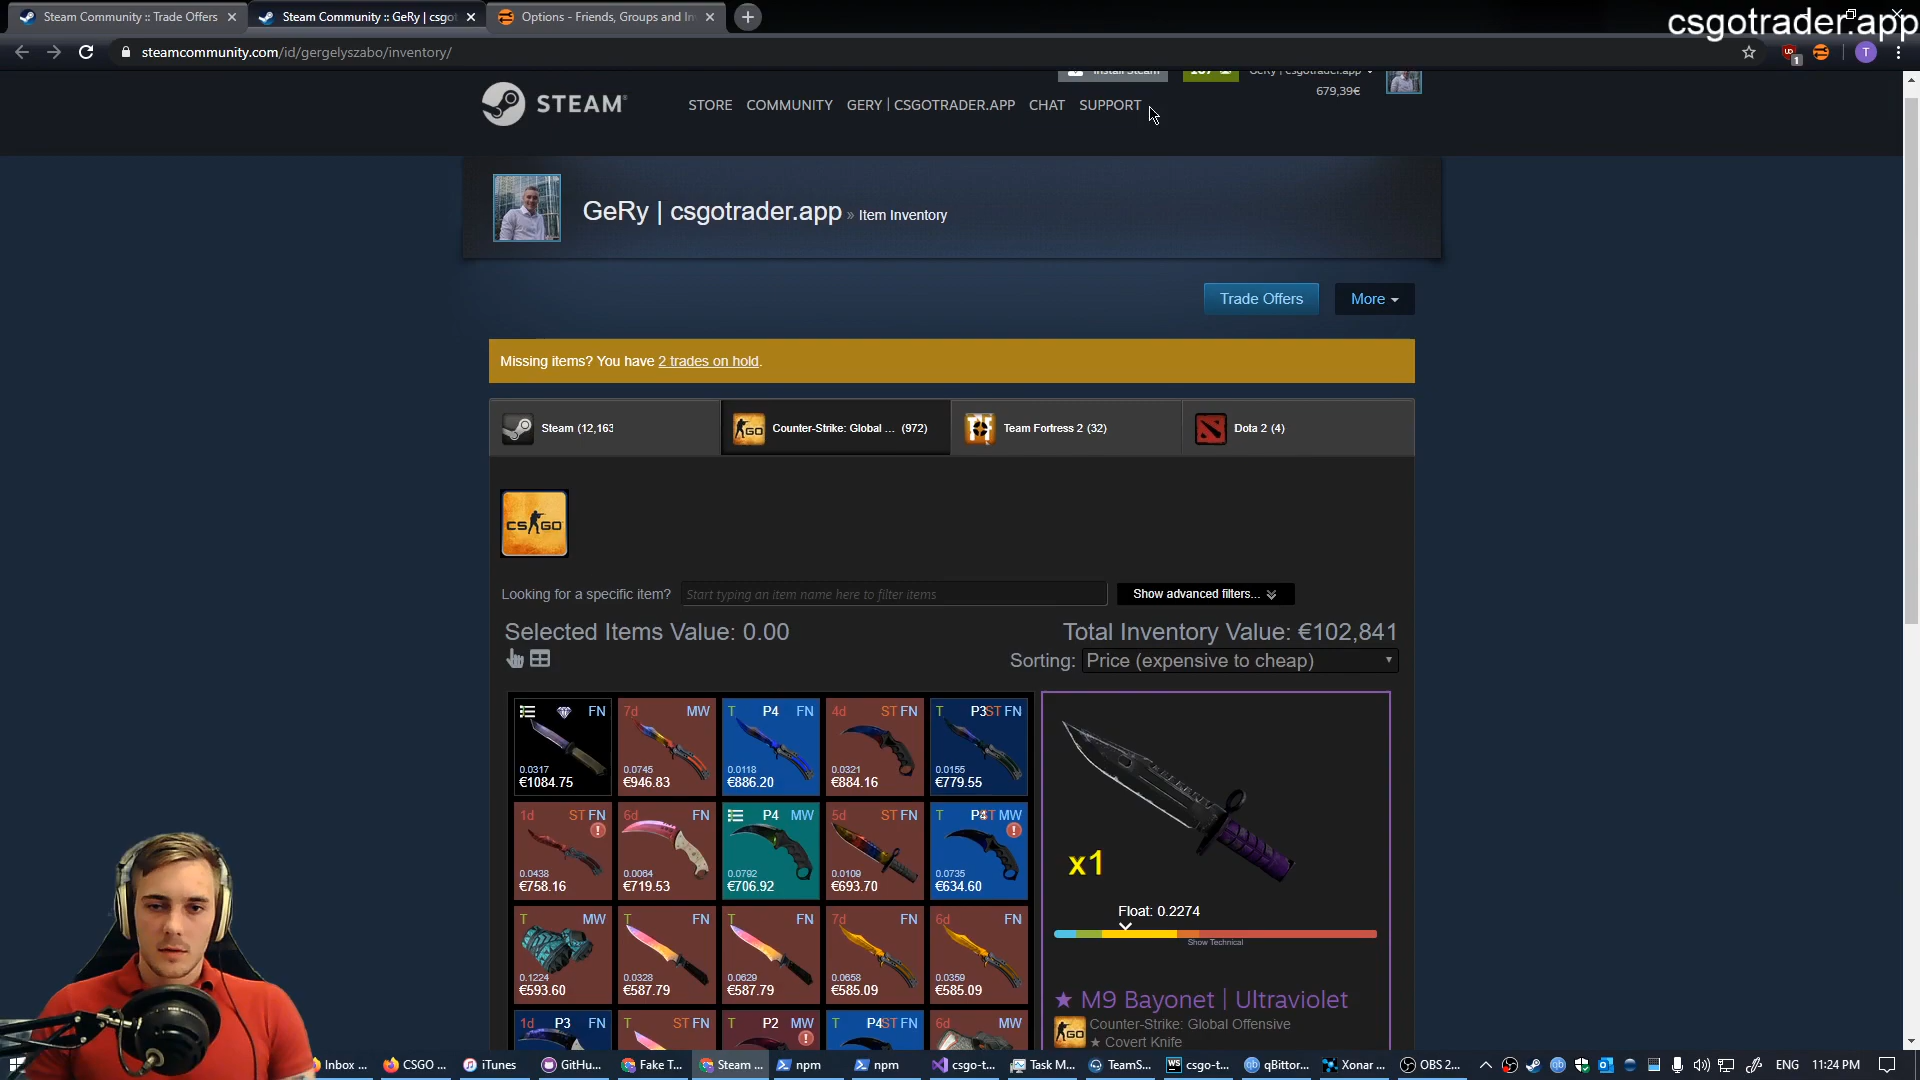 Steam Community :: Trade Offers
Steam Community :: GeRy | csgo
Options - Friends, Groups and In
csgotrader.app
steamcommunity.com/id/gergelyszabo/inventory/
Install Steam
GeRy | csgotrader.app
679,39€
STEAM
STORE COMMUNITY GERY | CSGOTRADER.APP CHAT SUPPORT
GeRy | csgotrader.app » Item Inventory
Trade Offers
More
Missing items? You have 2 trades on hold.
Steam (12,163
Counter-Strike: Global ... (972)
Team Fortress 2 (32)
Dota 2 (4)
CS GO
Looking for a specific item? Start typing an item name here to filter items Show advanced filters...
Selected Items Value: 0.00
Total Inventory Value: €102,841
Sorting: Price (expensive to cheap)
FN
0.0317
€1084.75
7d MW
0.0745
€946.83
T P4 FN
0.0118
€886.20
4d ST FN
0.0321
€884.16
T P3 ST FN
0.0155
€779.55
1d ST FN
0.0438
€758.16
6d FN
0.0064
€719.53
P4 MW
0.0792
€706.92
5d ST FN
0.0109
€693.70
T P4 ST MW
0.0735
€634.60
T MW
0.1224
€593.60
T FN
0.0328
€587.79
T FN
0.0629
€587.79
7d FN
0.0658
€585.09
6d FN
0.0359
€585.09
1d P3 FN
T ST FN
T P2 MW
T P4 ST FN
6d MW
x1
Float: 0.2274
Show Technical
★ M9 Bayonet | Ultraviolet
Counter-Strike: Global Offensive
★ Covert Knife
Inbox ...
CSGO ...
iTunes
GitHu...
Fake T...
Steam ...
npm
npm
csgo-t...
Task M...
TeamS...
csgo-t...
qBittor...
Xonar ...
OBS 2...
ENG
11:24 PM